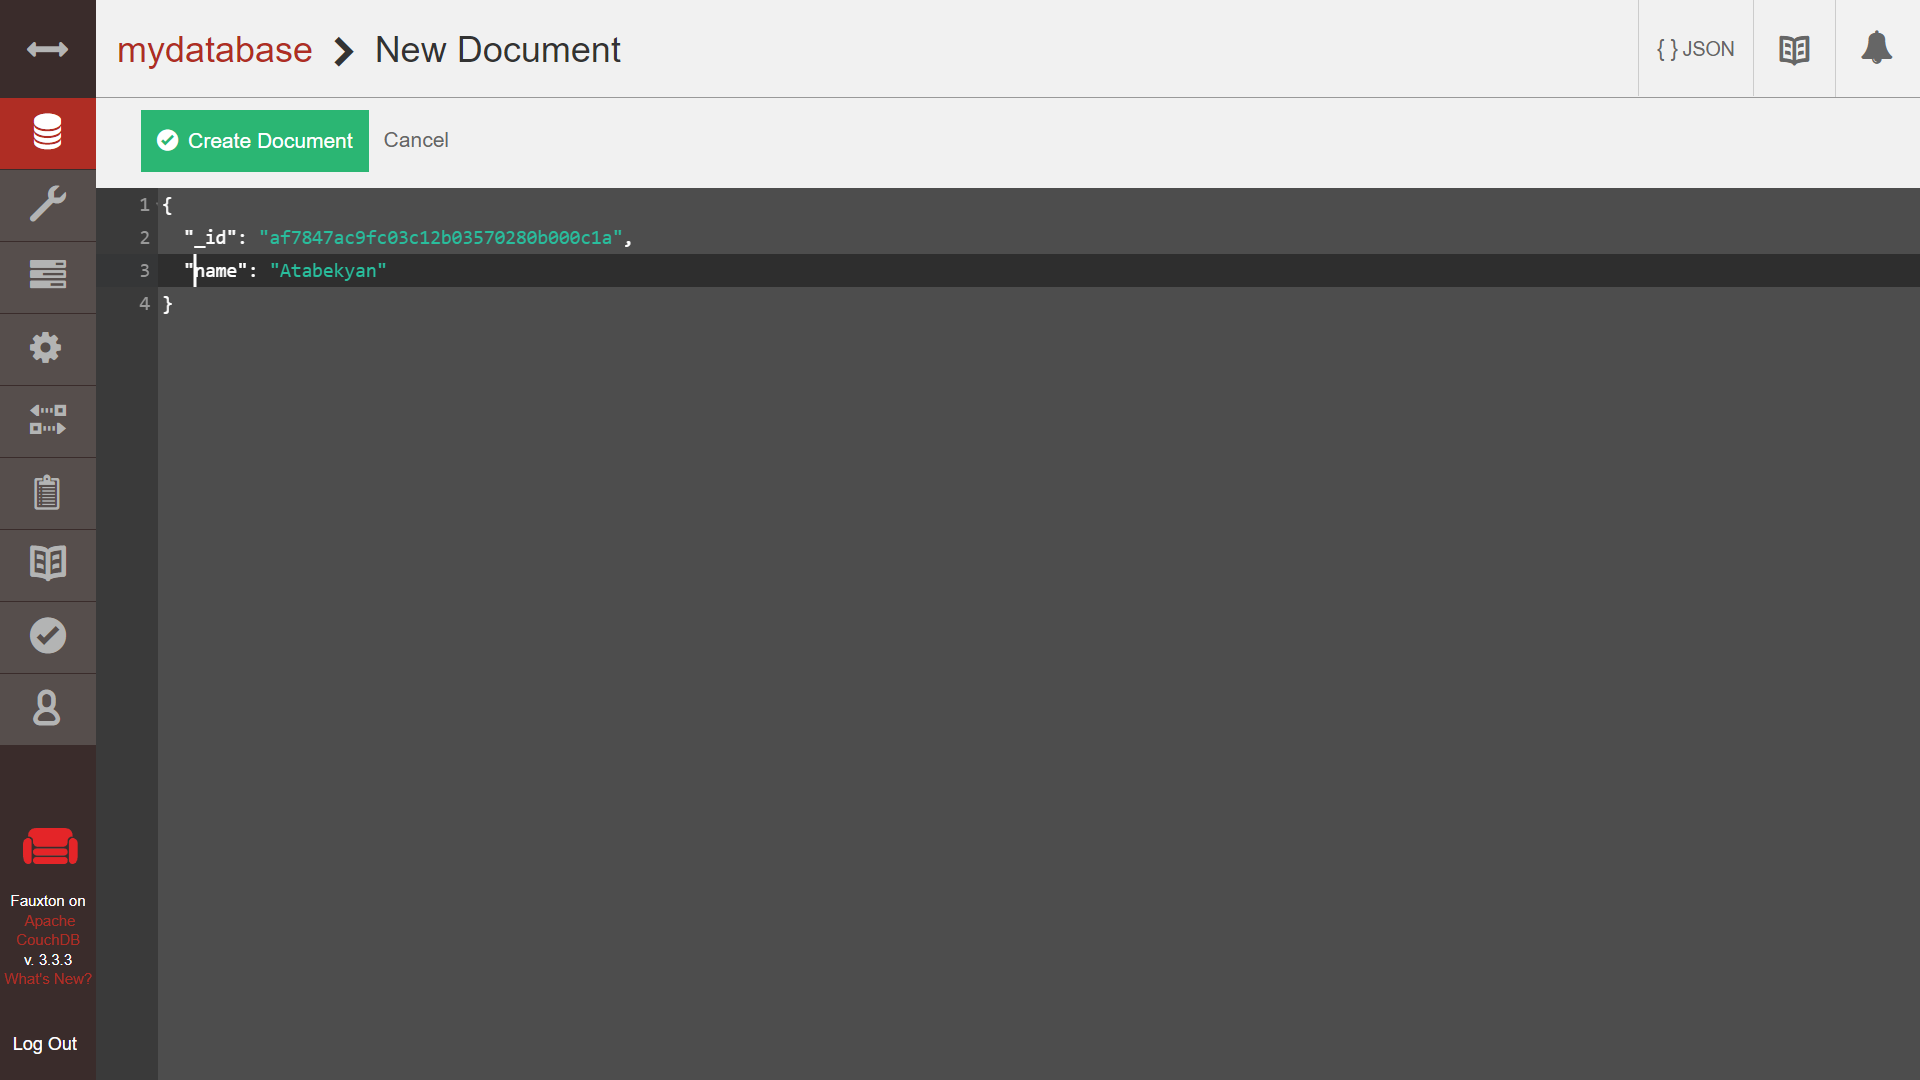 mydatabase New Document
{ } JSON
Create Document Cancel
1 {
2 "_id": "af7847ac9fc03c12b03570280b000c1a",
3 "name": "Atabekyan"
4 }
Fauxton on
Apache
CouchDB
v. 3.3.3
What's New?
Log Out